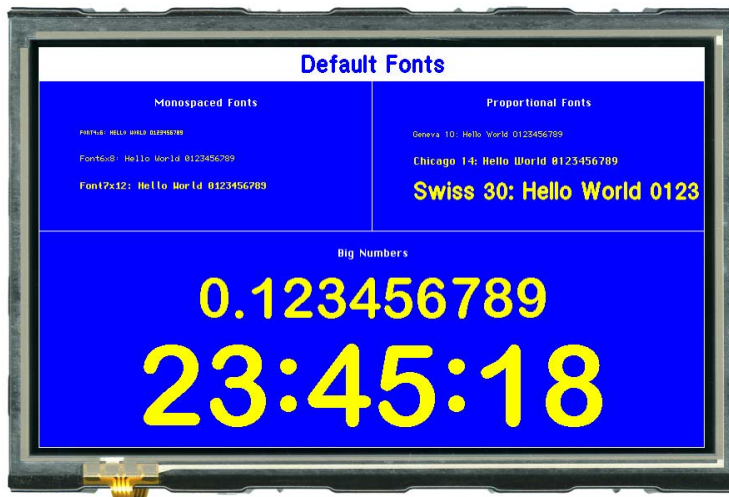 Default Fonts
Monospaced Fonts
FONT4x6: HELLO WORLD 0123456789
Font6x8: Hello World 0123456789
Font7x12: Hello World 0123456789
Proportional Fonts
Geneva 10: Hello World 0123456789
Chicago 14: Hello World 0123456789
Swiss 30: Hello World 0123
Big Numbers
0.123456789
23:45:18